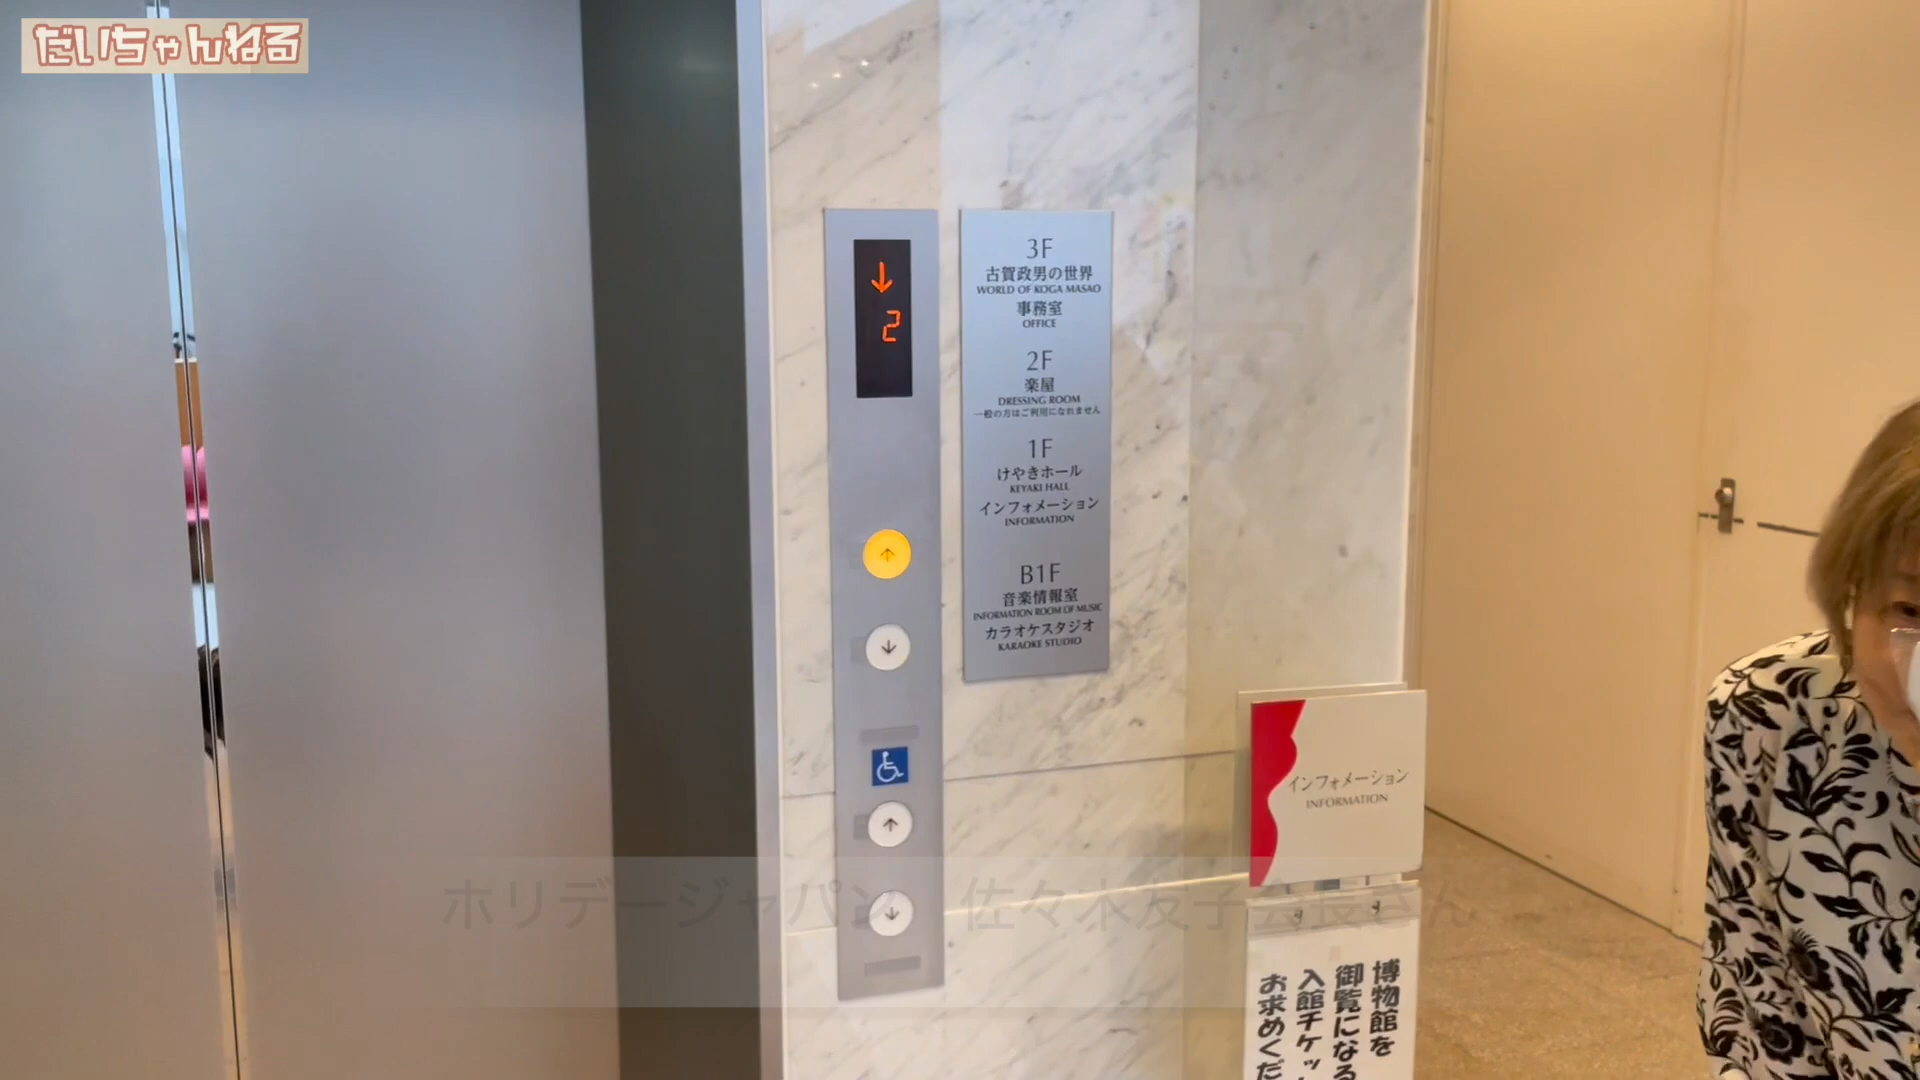 だいちゃんねる
2
3F
古賀政男の世界
WORLD OF KOGA MASAO
事務室
OFFICE
2F
楽屋
DRESSING ROOM
一般の方はご利用になれません
1F
けやきホール
KEYAKI HALL
インフォメーション
INFORMATION
B1F
音楽情報室
INFORMATION ROOM OF MUSIC
カラオケスタジオ
KARAOKE STUDIO
インフォメーション
INFORMATION
ホリデージャパン 佐々木友子会長さん
博物館を
御覧になる
入館チケッ
お求めくだ